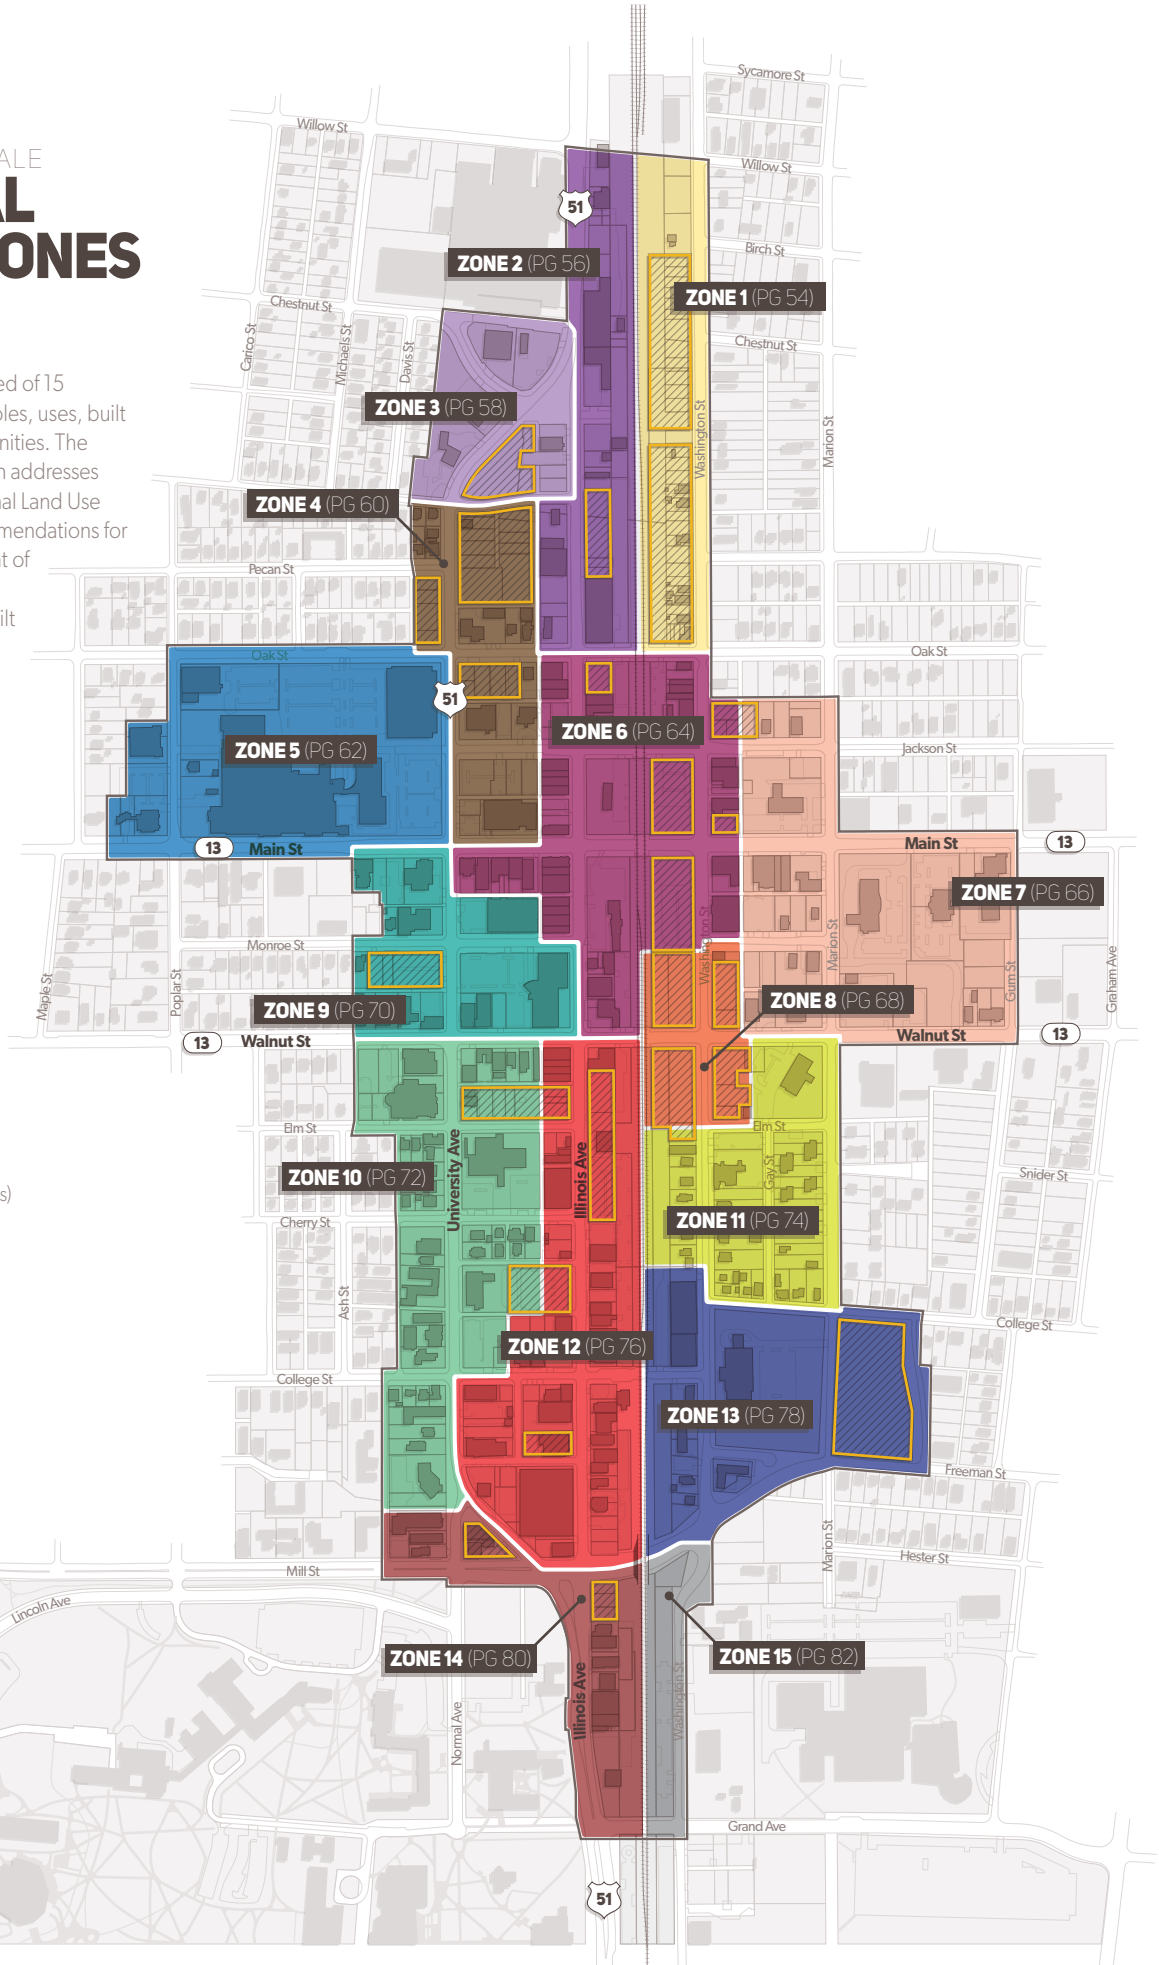 ALE
AL
ONES
ed of 15
ples, uses, built
nities. The
n addresses
nal Land Use
mendations for
nt of
ilt
s)
Sycamore St
Willow St
Willow St
51
Birch St
ZONE 2 (PG 56)
ZONE 1 (PG 54)
Chestnut St
Chestnut St
Carico St
Michaels St
Davis St
ZONE 3 (PG 58)
Washington St
Marion St
ZONE 4 (PG 60)
Pecan St
Oak St
Oak St
51
ZONE 6 (PG 64)
ZONE 5 (PG 62)
Jackson St
13
Main St
Main St
13
ZONE 7 (PG 66)
Monroe St
Washington St
Marion St
Maple St
Poplar St
Gum St
Graham Ave
ZONE 9 (PG 70)
ZONE 8 (PG 68)
13
Walnut St
Walnut St
13
Elm St
Elm St
University Ave
Illinois Ave
Gay St
Snider St
ZONE 10 (PG 72)
ZONE 11 (PG 74)
Cherry St
Ash St
College St
ZONE 12 (PG 76)
College St
ZONE 13 (PG 78)
Freeman St
Marion St
Hester St
Mill St
Lincoln Ave
ZONE 14 (PG 80)
ZONE 15 (PG 82)
Illinois Ave
Washington St
Normal Ave
Grand Ave
51